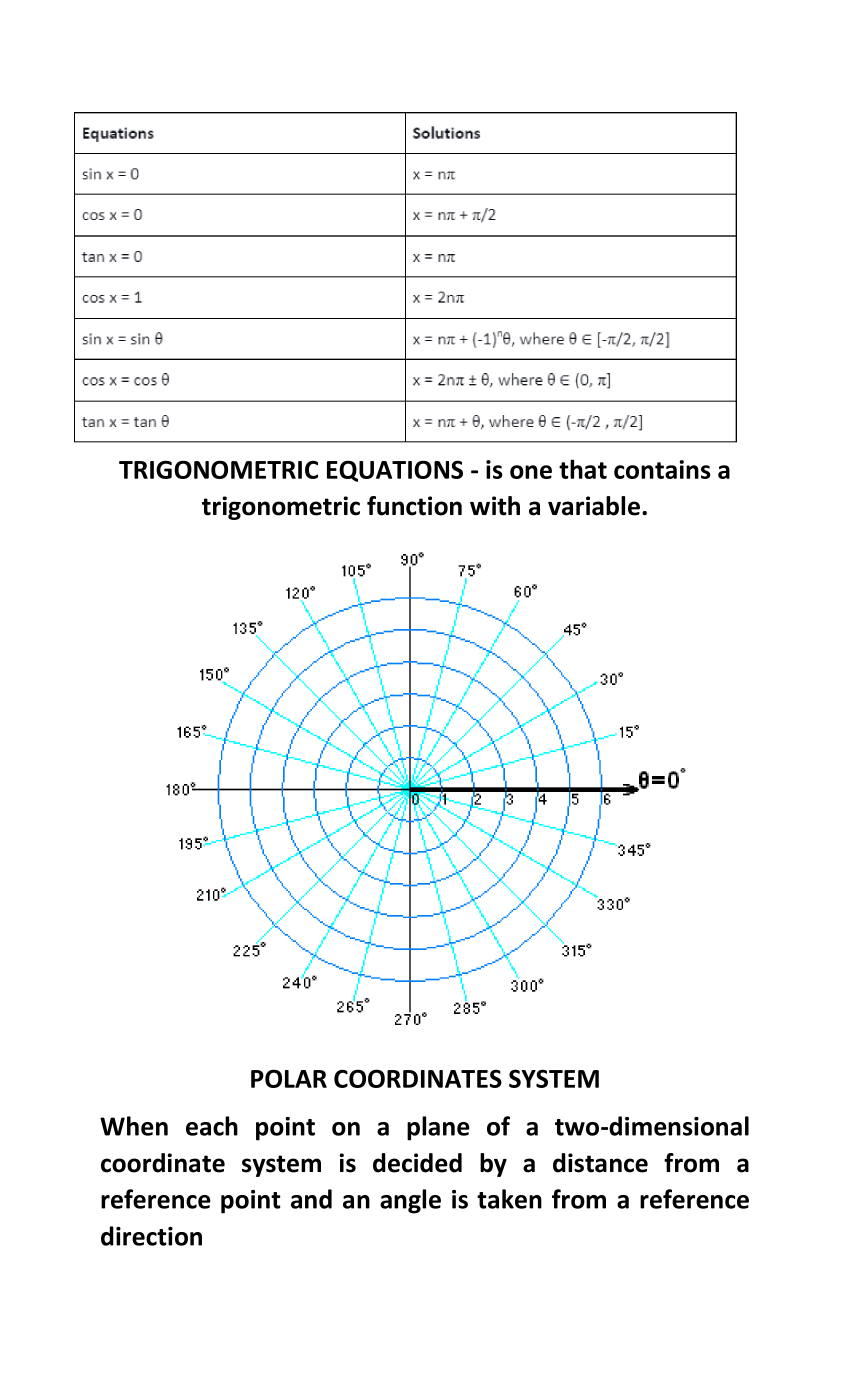 Equations Solutions
sin x = 0 x = nπ
cos x = 0 x = nπ + π/2
tan x = 0 x = nπ
cos x = 1 x = 2nπ
sin x = sin θ x = nπ + (-1)ⁿθ, where θ ∈ [-π/2, π/2]
cos x = cos θ x = 2nπ ± θ, where θ ∈ (0, π]
tan x = tan θ x = nπ + θ, where θ ∈ (-π/2 , π/2]
TRIGONOMETRIC EQUATIONS - is one that contains a
trigonometric function with a variable.
90°
105° 75°
120° 60°
135° 45°
150° 30°
165° 15°
180° θ=0°
0 1 2 3 4 5 6
195° 345°
210° 330°
225° 315°
240° 300°
265° 285°
270°
POLAR COORDINATES SYSTEM
When each point on a plane of a two-dimensional
coordinate system is decided by a distance from a
reference point and an angle is taken from a reference
direction